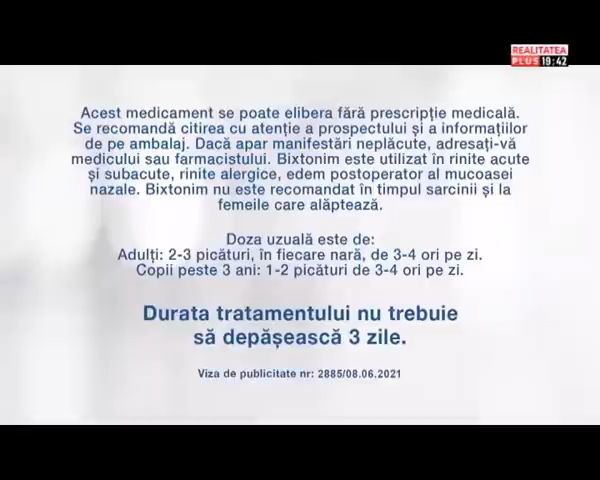 REALITATEA
PLUS 19:42
Acest medicament se poate elibera fără prescripție medicală.
Se recomandă citirea cu atenție a prospectului și a informațiilor
de pe ambalaj. Dacă apar manifestări neplăcute, adresați-vă
medicului sau farmacistului. Bixtonim este utilizat în rinite acute
și subacute, rinite alergice, edem postoperator al mucoasei
nazale. Bixtonim nu este recomandat în timpul sarcinii și la
femeile care alăptează.
Doza uzuală este de:
Adulți: 2-3 picături, în fiecare nară, de 3-4 ori pe zi.
Copii peste 3 ani: 1-2 picături de 3-4 ori pe zi.
Durata tratamentului nu trebuie
să depășească 3 zile.
Viza de publicitate nr: 2885/08.06.2021